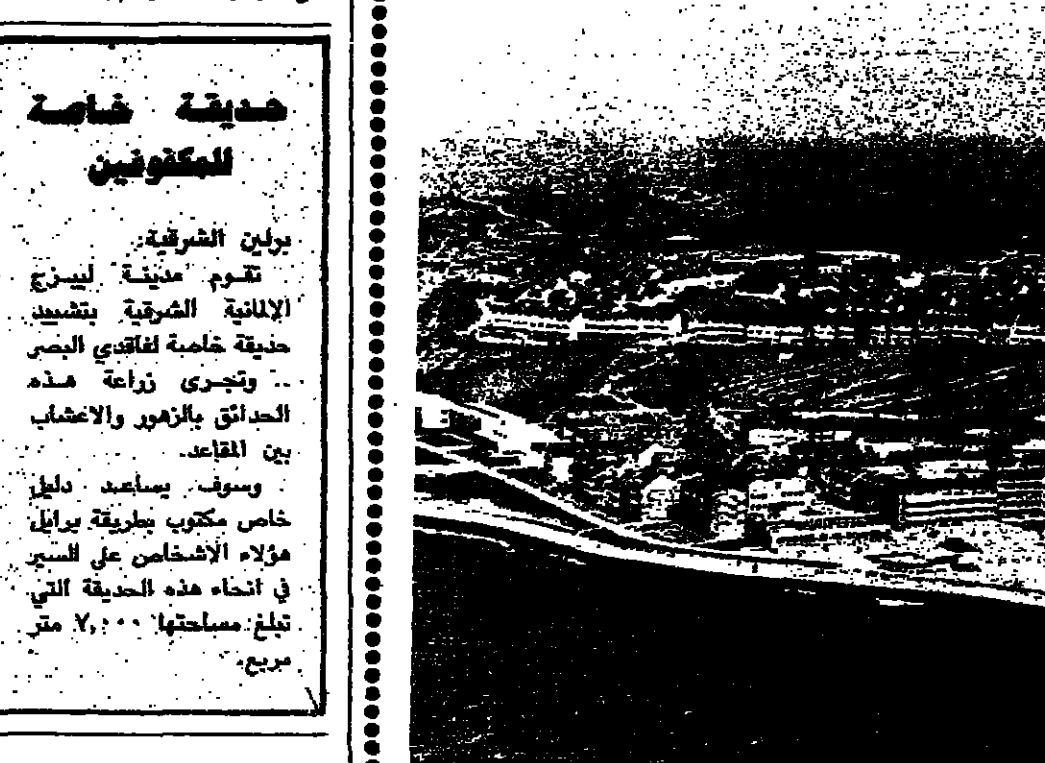 حديقة خاصة
للمكفوفين
برلين الشرقية:
تقوم مدينة ليبزج
الالمانية الشرقية بتشييد
حديقة خاصة لفاقدي البصر
.. وتجرى زراعة هذه
الحدائق بالزهور والاعشاب
بين المقاعد.
وسوف يساعد دليل
خاص مكتوب بطريقة برايل
هؤلاء الاشخاص على السير
في انحاء هذه الحديقة التي
تبلغ مساحتها ٧,٠٠٠ متر
مربع.